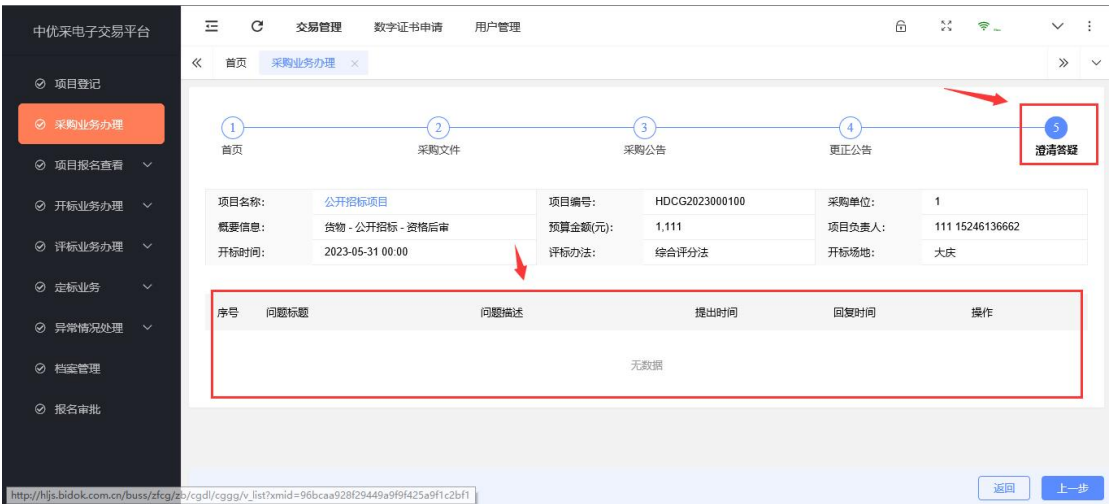 中优采电子交易平台
交易管理 数字证书申请 用户管理
首页 采购业务办理 ×
项目登记
采购业务办理
项目报名查看
开标业务办理
评标业务办理
定标业务
异常情况处理
档案管理
报名审批
1 2 3 4 5
首页 采购文件 采购公告 更正公告 澄清答疑
项目名称: 公开招标项目 项目编号: HDCG2023000100 采购单位: 1
概要信息: 货物 - 公开招标 - 资格后审 预算金额(元): 1,111 项目负责人: 111 15246136662
开标时间: 2023-05-31 00:00 评标办法: 综合评分法 开标场地: 大庆
序号 问题标题 问题描述 提出时间 回复时间 操作
无数据
返回 上一步
http://hljs.bidok.com.cn/buss/zfcg/zb/cgdl/cggg/v_list?xmid=96bcaa928f29449a9f9f425a9f1c2bf1